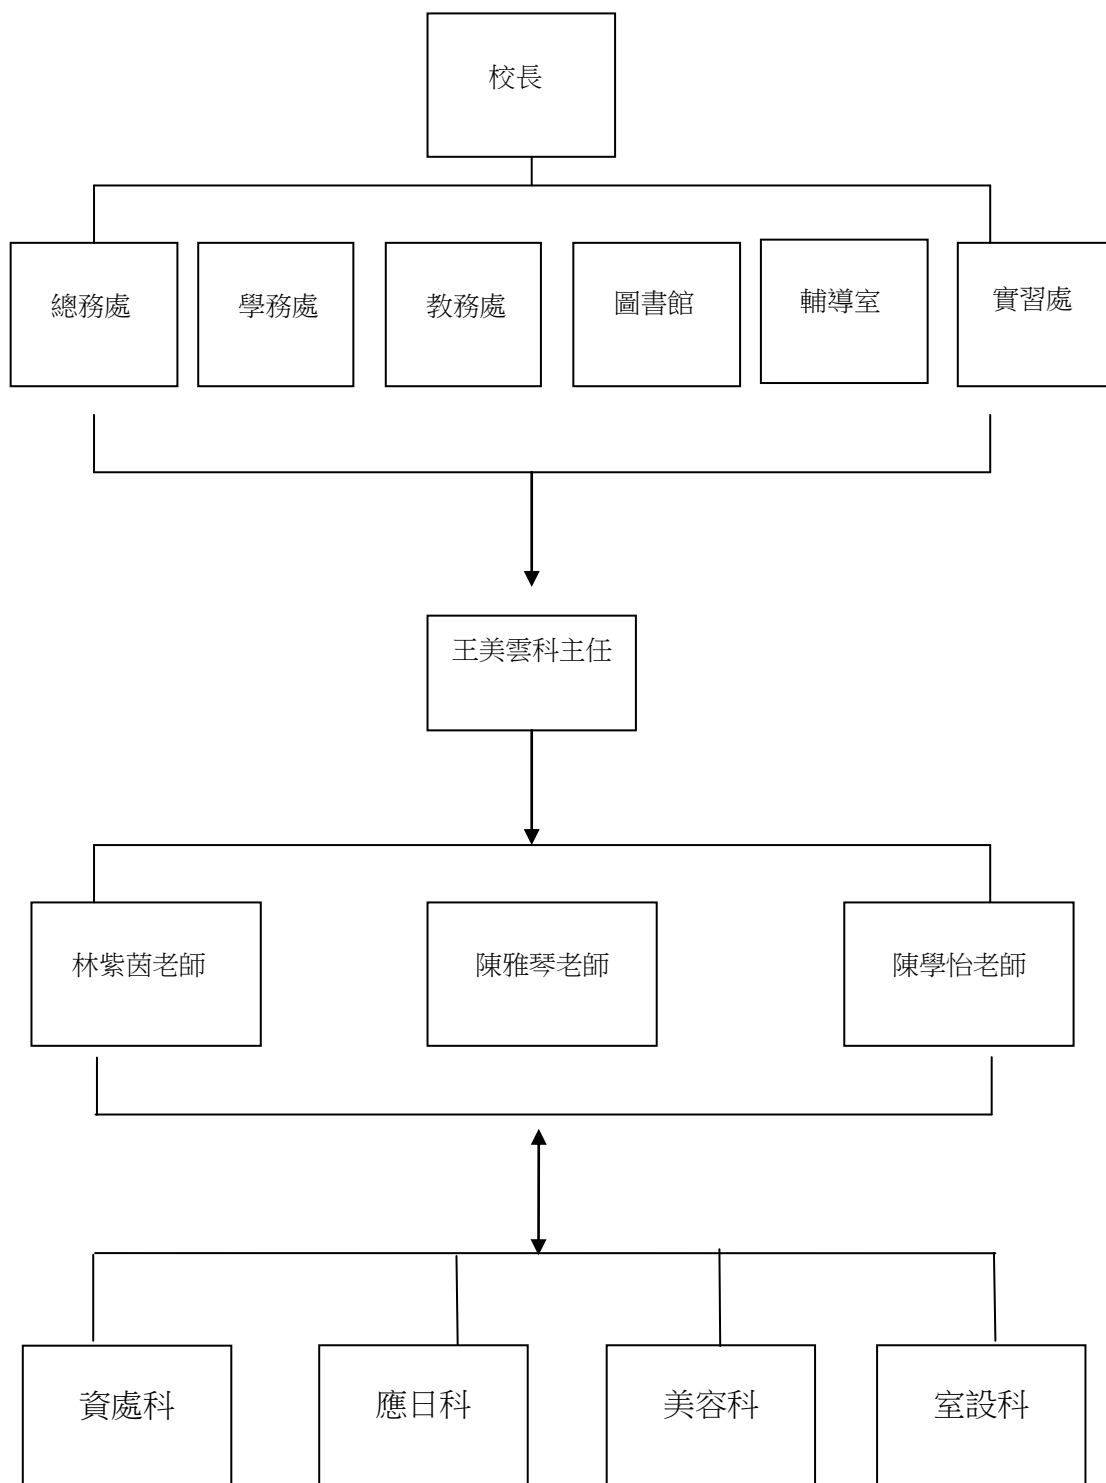 校長
總務處
學務處
教務處
圖書館
輔導室
實習處
王美雲科主任
林紫茵老師
陳雅琴老師
陳學怡老師
資處科
應日科
美容科
室設科